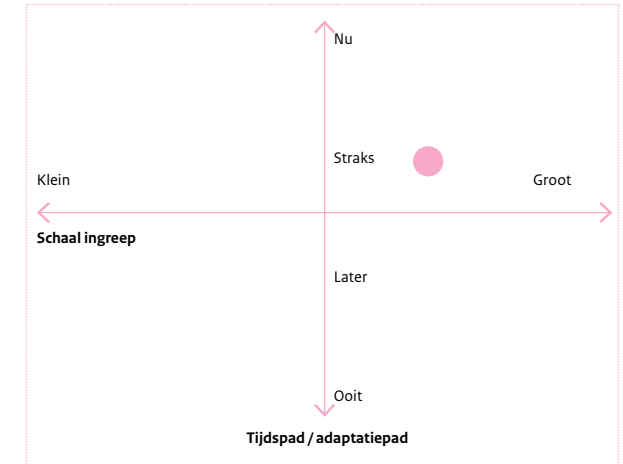 Nu
Straks
Klein
Groot
Schaal ingreep
Later
Ooit
Tijdspad / adaptatiepad